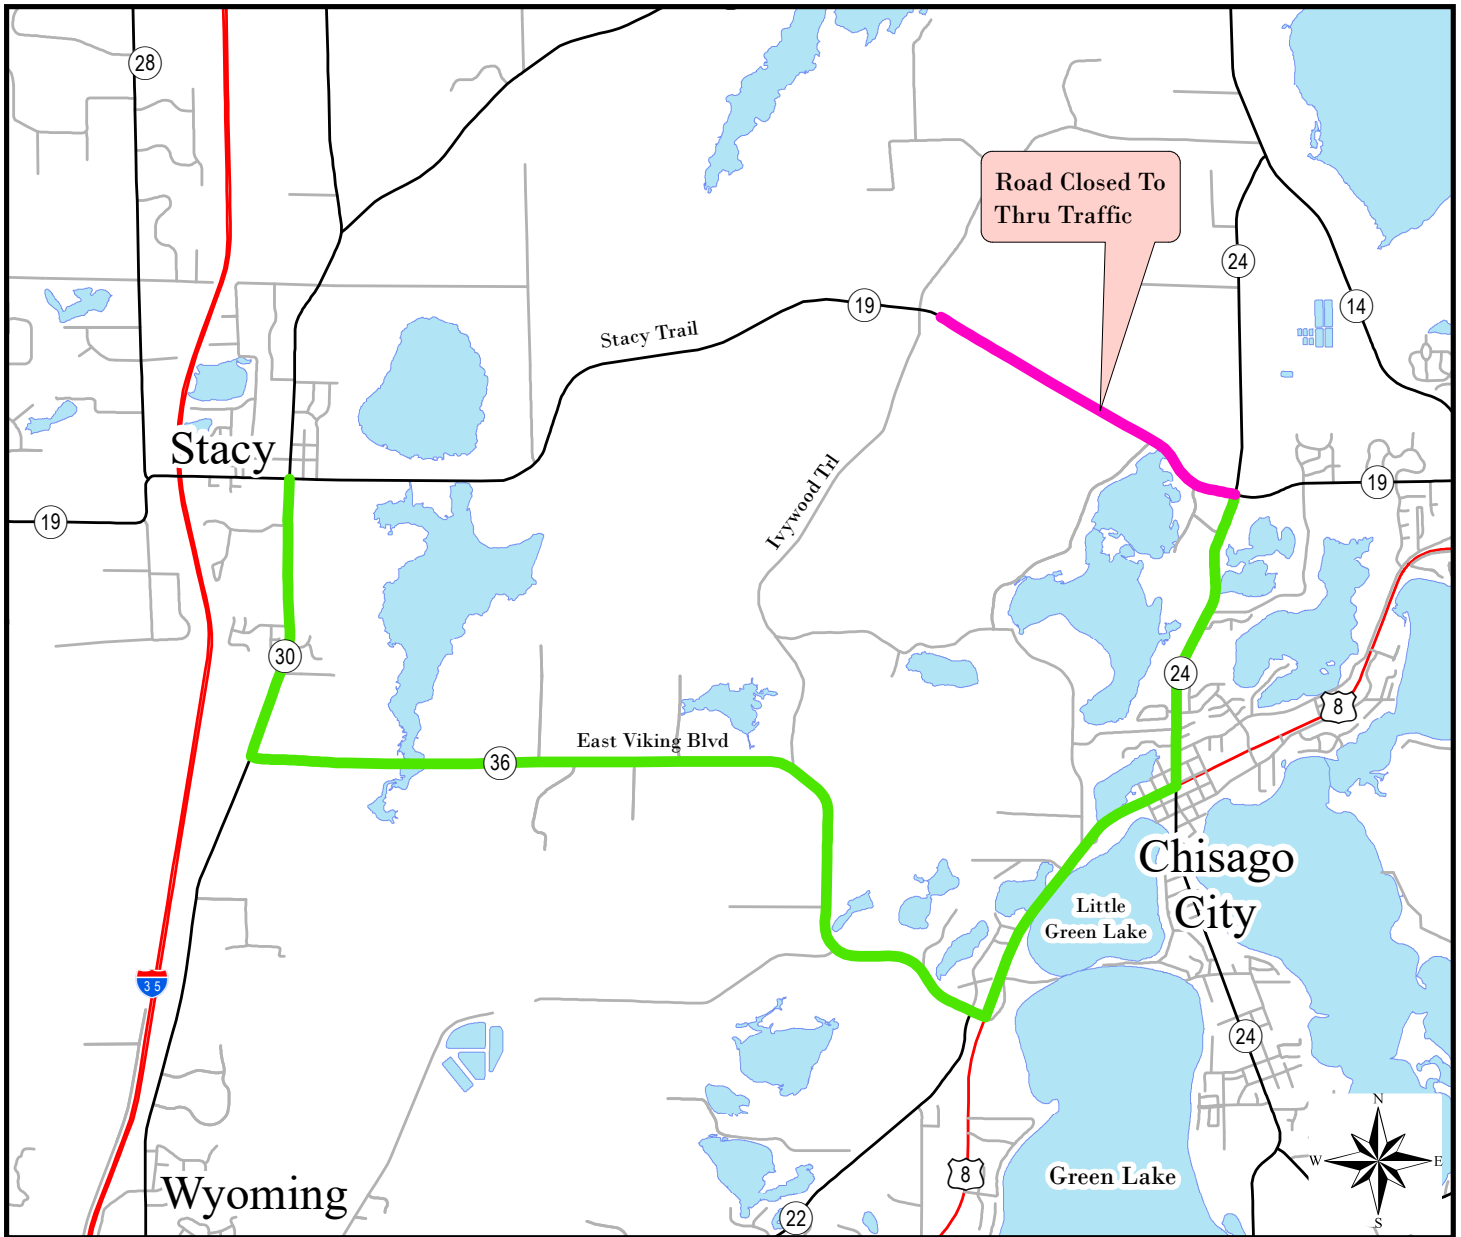 28
Road Closed To
Thru Traffic
24
19
14
Stacy Trail
Stacy
Ivywood Trl
19
19
30
24
8
East Viking Blvd
36
Chisago
City
Little
Green Lake
35
24
N
W
E
S
8
Green Lake
Wyoming
22